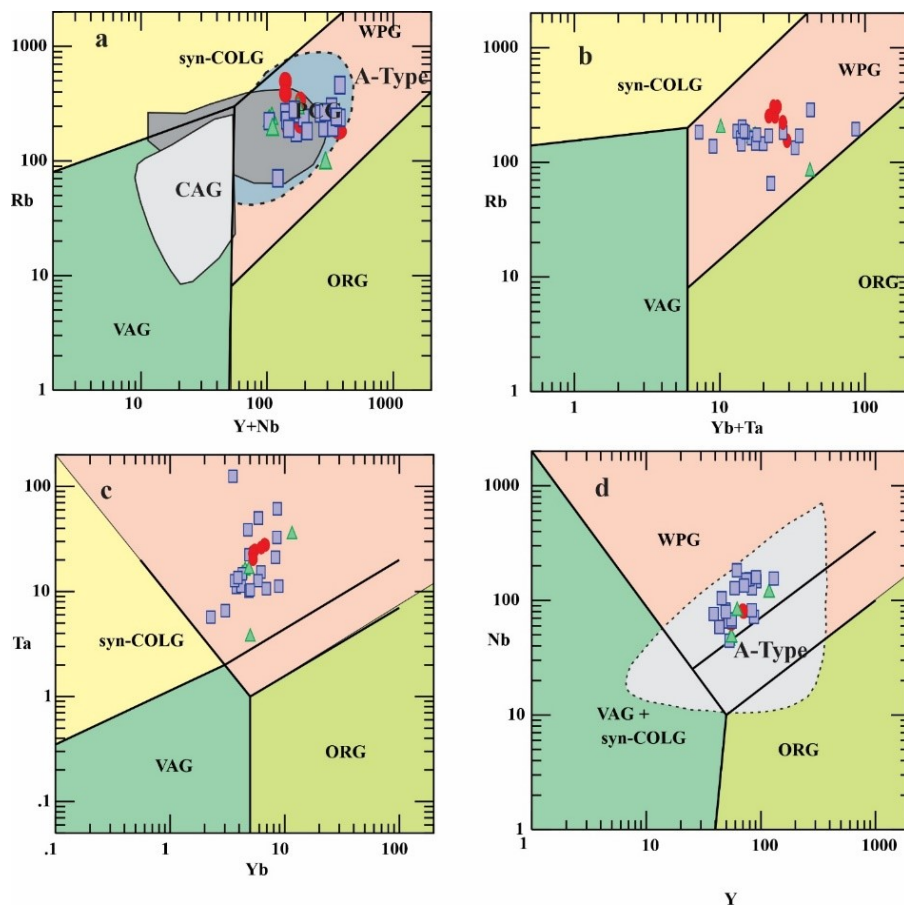 a
syn-COLG
WPG
A-Type
PCG
CAG
VAG
ORG
1000
100
Rb
10
1
10
100
1000
Y+Nb
b
syn-COLG
WPG
VAG
ORG
1000
100
Rb
10
1
1
10
100
Yb+Ta
c
syn-COLG
VAG
ORG
100
10
Ta
1
.1
.1
1
10
100
Yb
d
WPG
A-Type
VAG +
syn-COLG
ORG
1000
100
Nb
10
1
1
10
100
1000
Y